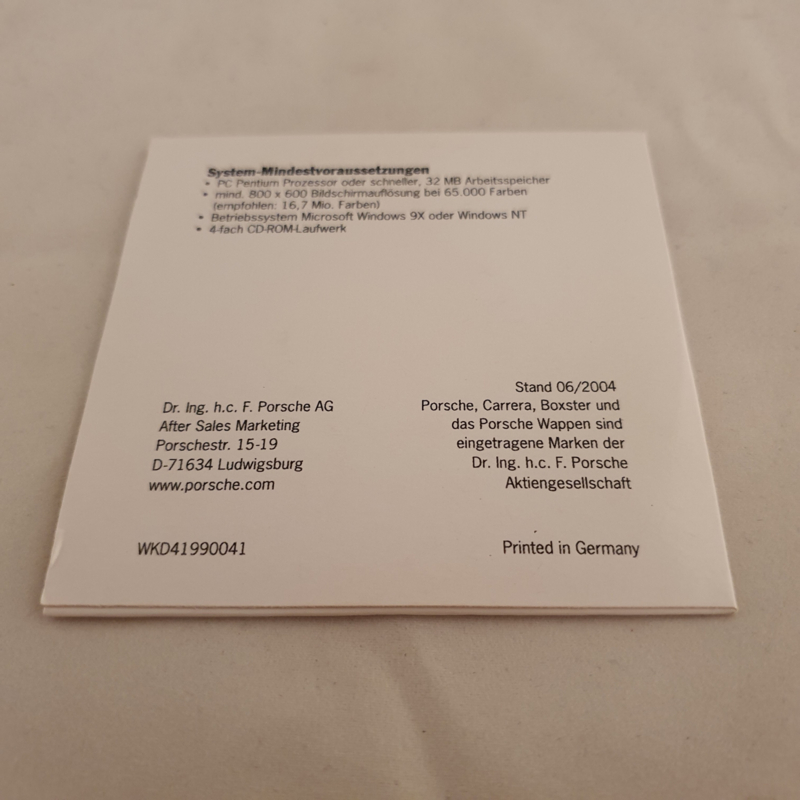 System-Mindestvoraussetzungen
• PC Pentium Prozessor oder schneller, 32 MB Arbeitsspeicher
• mind. 800 x 600 Bildschirmauflösung bei 65.000 Farben
(empfohlen: 16,7 Mio. Farben)
• Betriebssystem Microsoft Windows 9X oder Windows NT
• 4-fach CD-ROM-Laufwerk
Dr. Ing. h.c. F. Porsche AG
After Sales Marketing
Porschestr. 15-19
D-71634 Ludwigsburg
www.porsche.com
Stand 06/2004
Porsche, Carrera, Boxster und
das Porsche Wappen sind
eingetragene Marken der
Dr. Ing. h.c. F. Porsche
Aktiengesellschaft
WKD41990041
Printed in Germany